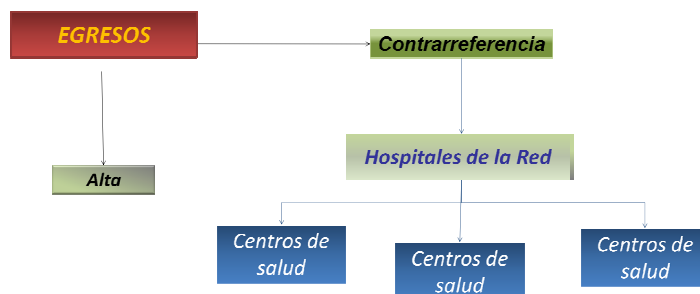 EGRESOS
Contrarreferencia
Hospitales de la Red
Alta
Centros de
salud
Centros de
salud
Centros de
salud